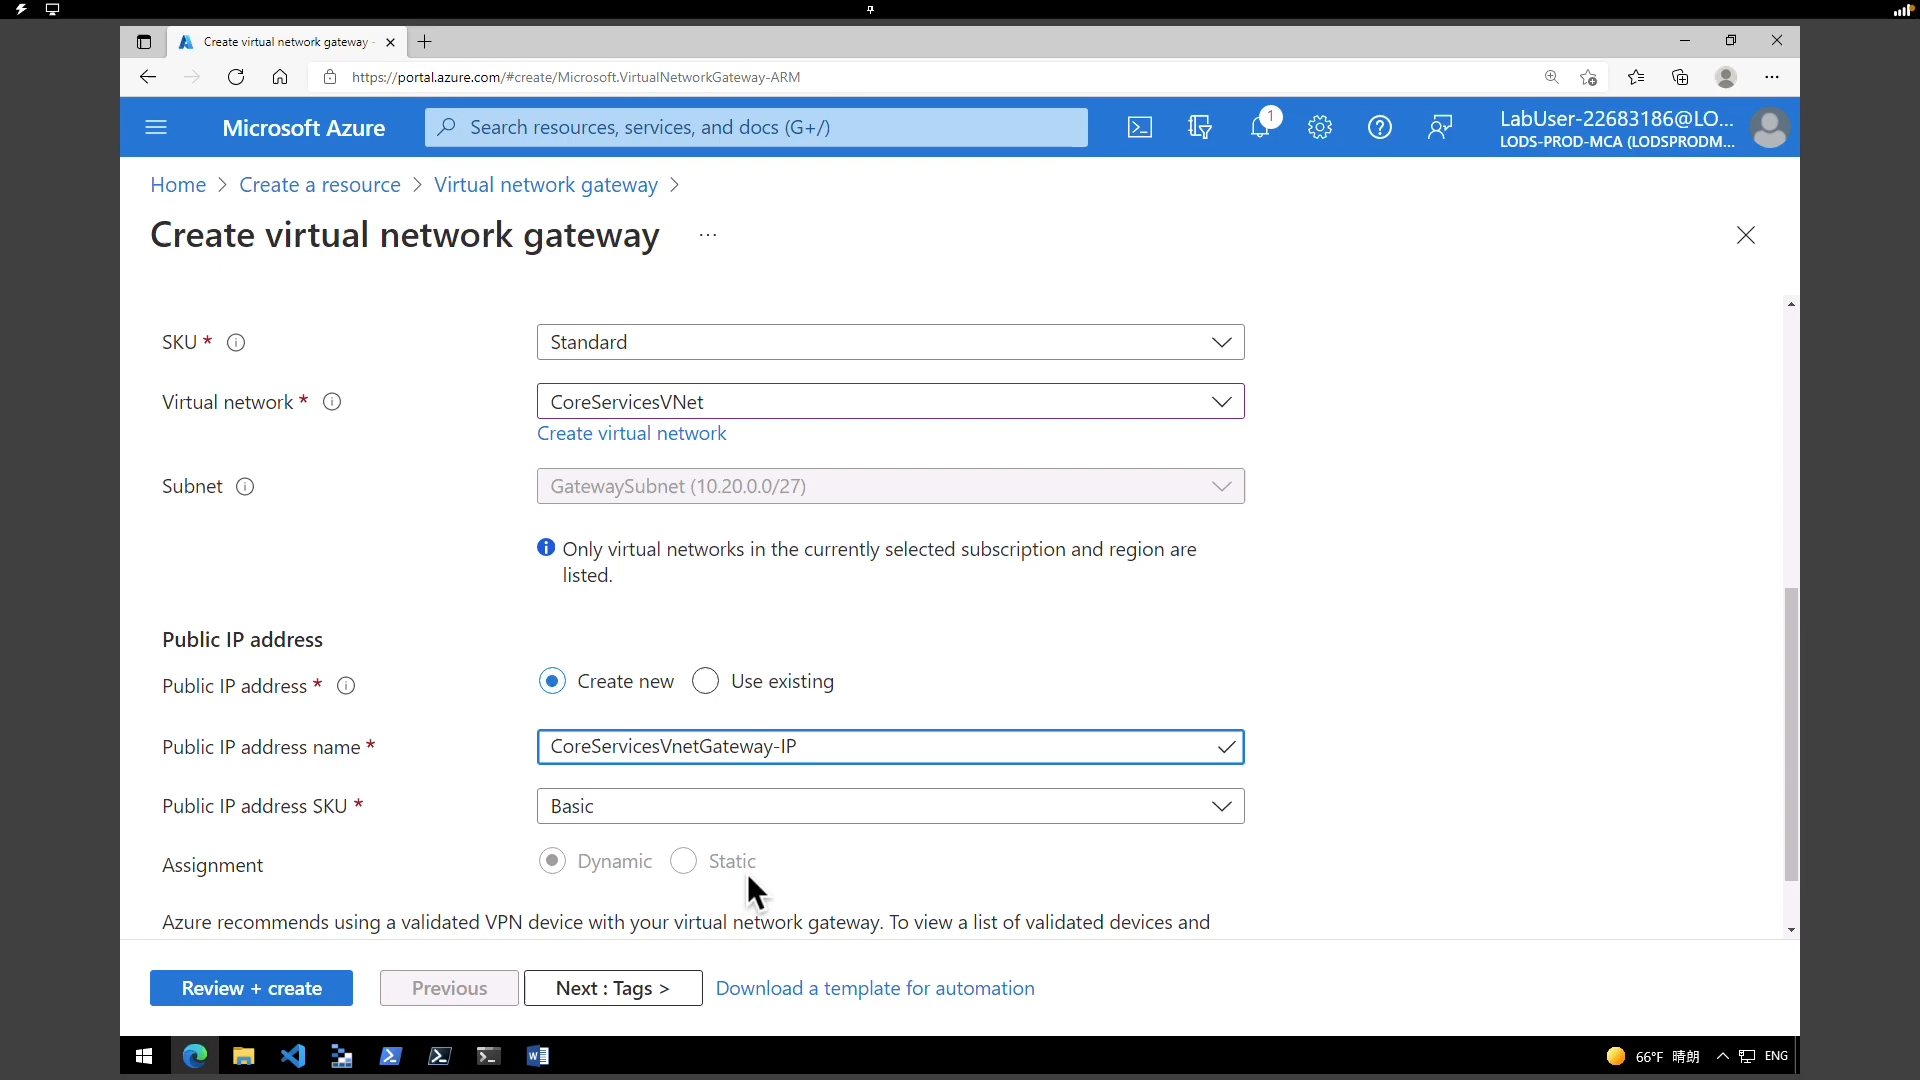 Create virtual network gateway -
https://portal.azure.com/#create/Microsoft.VirtualNetworkGateway-ARM
Microsoft Azure
Search resources, services, and docs (G+/)
1
LabUser-22683186@LO...
LODS-PROD-MCA (LODSPRODM...
Home > Create a resource > Virtual network gateway >
Create virtual network gateway ...
SKU *
Standard
Virtual network *
CoreServicesVNet
Create virtual network
Subnet
GatewaySubnet (10.20.0.0/27)
Only virtual networks in the currently selected subscription and region are
listed.
Public IP address
Public IP address *
Create new
Use existing
Public IP address name *
CoreServicesVnetGateway-IP
Public IP address SKU *
Basic
Assignment
Dynamic
Static
Azure recommends using a validated VPN device with your virtual network gateway. To view a list of validated devices and
Review + create
Previous
Next : Tags >
Download a template for automation
66°F 晴朗
ENG